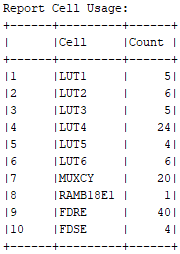 Report Cell Usage:
+------+---------+------+
|      |Cell     |Count |
+------+---------+------+
|1     |LUT1     |     5|
|2     |LUT2     |     6|
|3     |LUT3     |     5|
|4     |LUT4     |    24|
|5     |LUT5     |     4|
|6     |LUT6     |     6|
|7     |MUXCY    |    20|
|8     |RAMB18E1 |     1|
|9     |FDRE     |    40|
|10    |FDSE     |     4|
+------+---------+------+